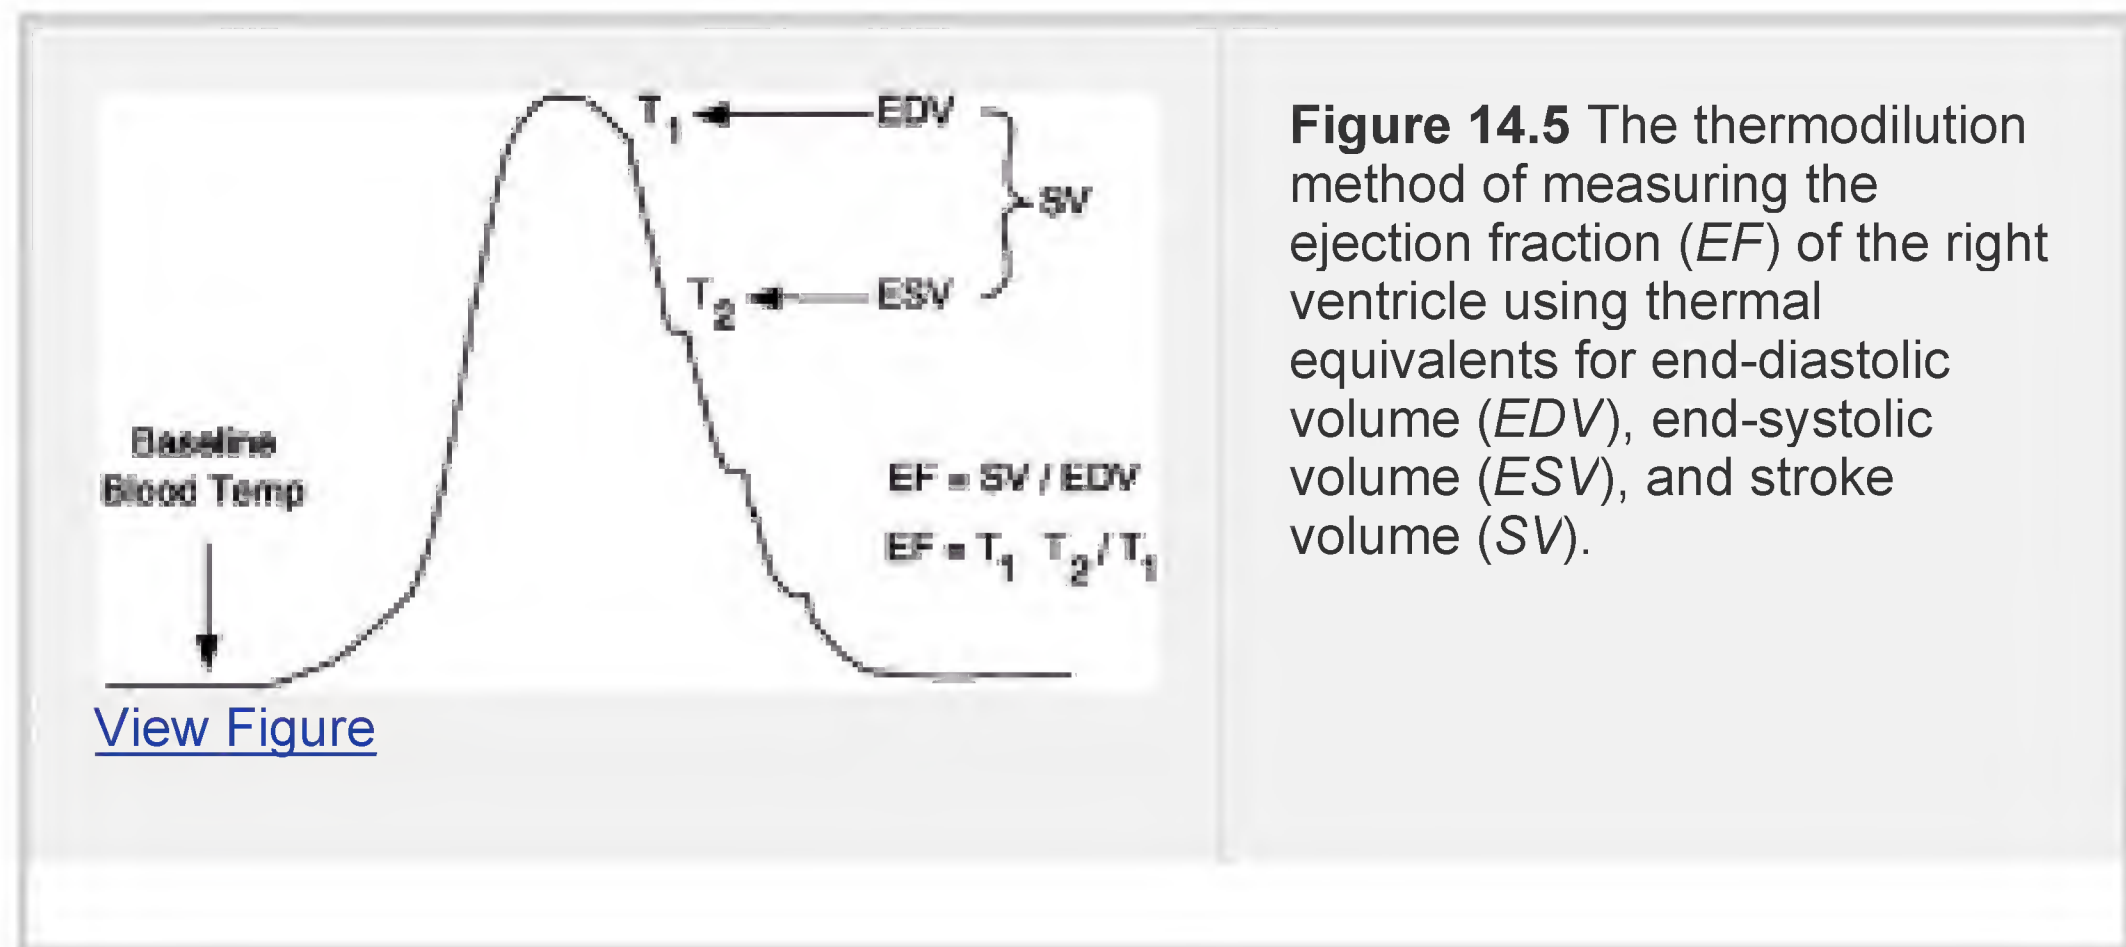 T1 EDV
SV
T2 ESV
Baseline
Blood Temp
EF = SV / EDV
EF = T1 T2 / T1
View Figure
Figure 14.5 The thermodilution
method of measuring the
ejection fraction (EF) of the right
ventricle using thermal
equivalents for end-diastolic
volume (EDV), end-systolic
volume (ESV), and stroke
volume (SV).